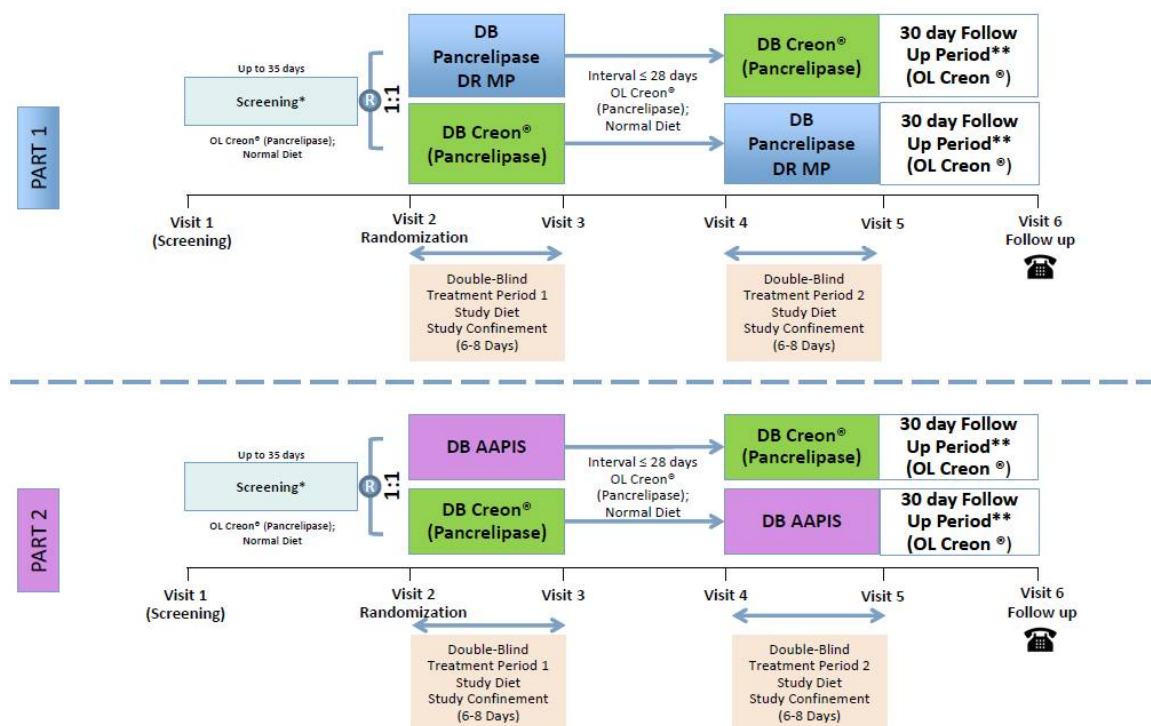 PART 1
Up to 35 days
Screening*
OL Creon® (Pancrelipase);
Normal Diet
R
1:1
DB
Pancrelipase
DR MP
DB Creon®
(Pancrelipase)
Interval ≤ 28 days
OL Creon®
(Pancrelipase);
Normal Diet
DB Creon®
(Pancrelipase)
DB
Pancrelipase
DR MP
30 day Follow
Up Period**
(OL Creon ®)
30 day Follow
Up Period**
(OL Creon ®)
Visit 1
(Screening)
Visit 2
Randomization
Visit 3
Visit 4
Visit 5
Visit 6
Follow up
Double-Blind
Treatment Period 1
Study Diet
Study Confinement
(6-8 Days)
Double-Blind
Treatment Period 2
Study Diet
Study Confinement
(6-8 Days)
PART 2
Up to 35 days
Screening*
OL Creon® (Pancrelipase);
Normal Diet
R
1:1
DB AAPIS
DB Creon®
(Pancrelipase)
Interval ≤ 28 days
OL Creon®
(Pancrelipase);
Normal Diet
DB Creon®
(Pancrelipase)
DB AAPIS
30 day Follow
Up Period**
(OL Creon ®)
30 day Follow
Up Period**
(OL Creon ®)
Visit 1
(Screening)
Visit 2
Randomization
Visit 3
Visit 4
Visit 5
Visit 6
Follow up
Double-Blind
Treatment Period 1
Study Diet
Study Confinement
(6-8 Days)
Double-Blind
Treatment Period 2
Study Diet
Study Confinement
(6-8 Days)